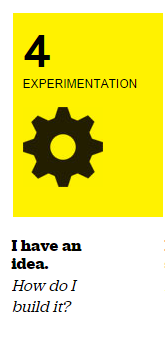 4
EXPERIMENTATION
I have an
idea.
How do I
build it?